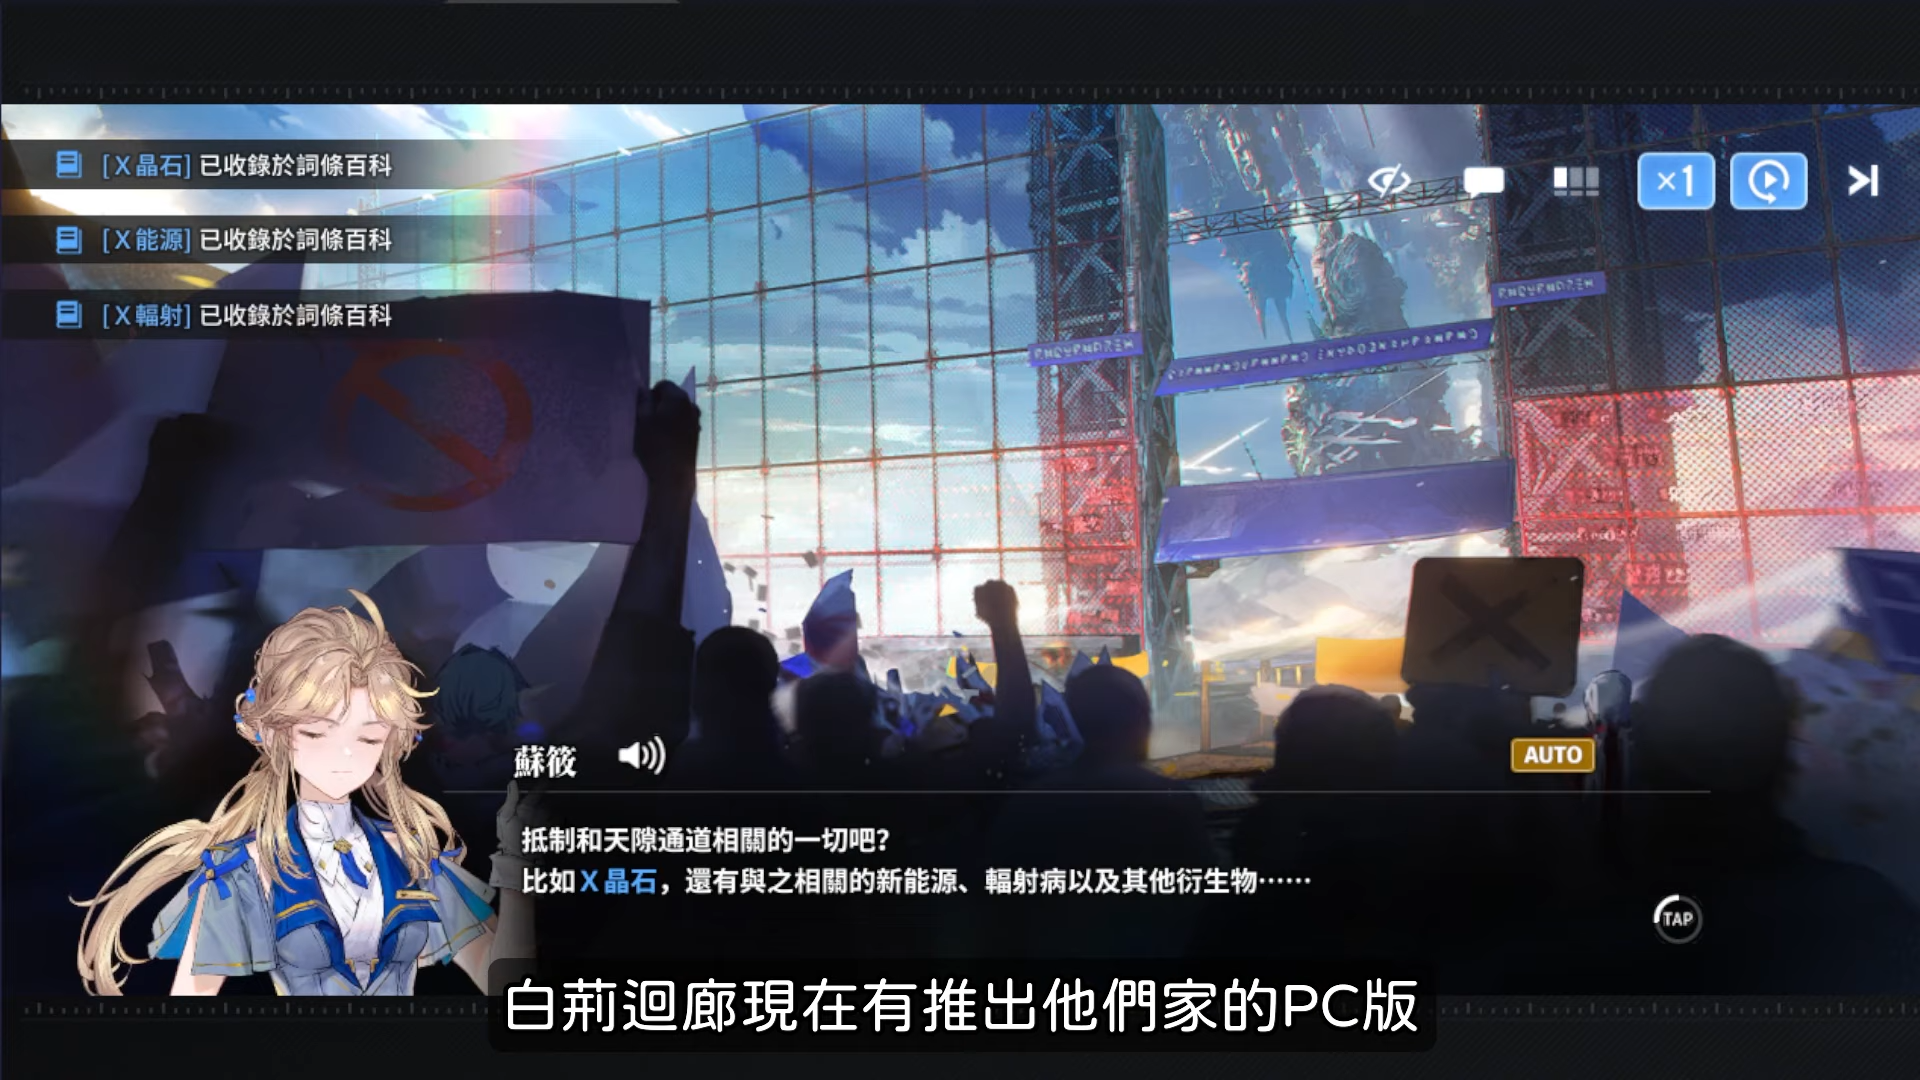 [X晶石] 已收錄於詞條百科
[X能源] 已收錄於詞條百科
[X輻射] 已收錄於詞條百科
×1
蘇筱
AUTO
抵制和天隙通道相關的一切吧？
比如X晶石，還有與之相關的新能源、輻射病以及其他衍生物……
TAP
白荊迴廊現在有推出他們家的PC版